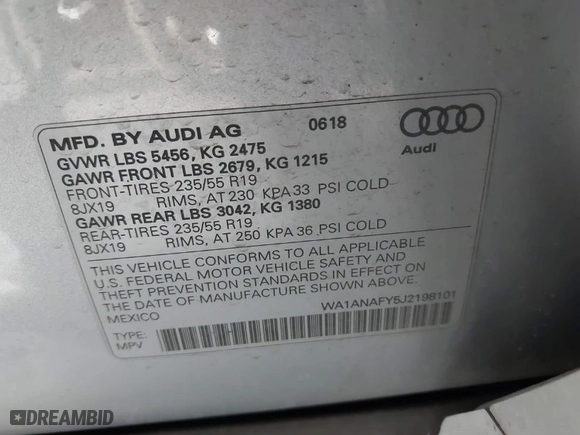 MFD. BY AUDI AG 0618
GVWR LBS 5456, KG 2475
GAWR FRONT LBS 2679, KG 1215
FRONT-TIRES 235/55 R19
8JX19 RIMS, AT 230 KPA 33 PSI COLD
GAWR REAR LBS 3042, KG 1380
REAR-TIRES 235/55 R19
8JX19 RIMS, AT 250 KPA 36 PSI COLD
Audi
THIS VEHICLE CONFORMS TO ALL APPLICABLE
U.S. FEDERAL MOTOR VEHICLE SAFETY AND
THEFT PREVENTION STANDARDS IN EFFECT ON
THE DATE OF MANUFACTURE SHOWN ABOVE.
MEXICO WA1ANAFY5J2198101
TYPE:
MPV
DREAMBID